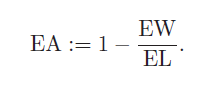 EA := 1 − EW/EL.